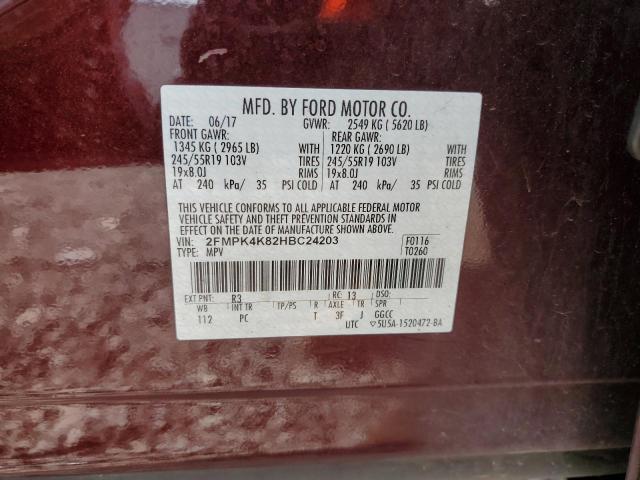 MFD. BY FORD MOTOR CO.
DATE: 06/17 GVWR: 2549 KG ( 5620 LB)
FRONT GAWR: REAR GAWR:
1345 KG ( 2965 LB) WITH 1220 KG ( 2690 LB) WITH
245/55R19 103V TIRES 245/55R19 103V TIRES
19x8.0J RIMS 19x8.0J RIMS
AT 240 kPa/ 35 PSI COLD AT 240 kPa/ 35 PSI COLD
THIS VEHICLE CONFORMS TO ALL APPLICABLE FEDERAL MOTOR
VEHICLE SAFETY AND THEFT PREVENTION STANDARDS IN
EFFECT ON THE DATE OF MANUFACTURE SHOWN ABOVE.
VIN: 2FMPK4K82HBC24203 F0116
TYPE: MPV T0260
EXT PNT: R3 RC: 13 DSO:
WB INT TR TP/PS R AXLE TR SPR
112 PC T 3F J GGCC
UTC ▽5U5A-1520472-BA